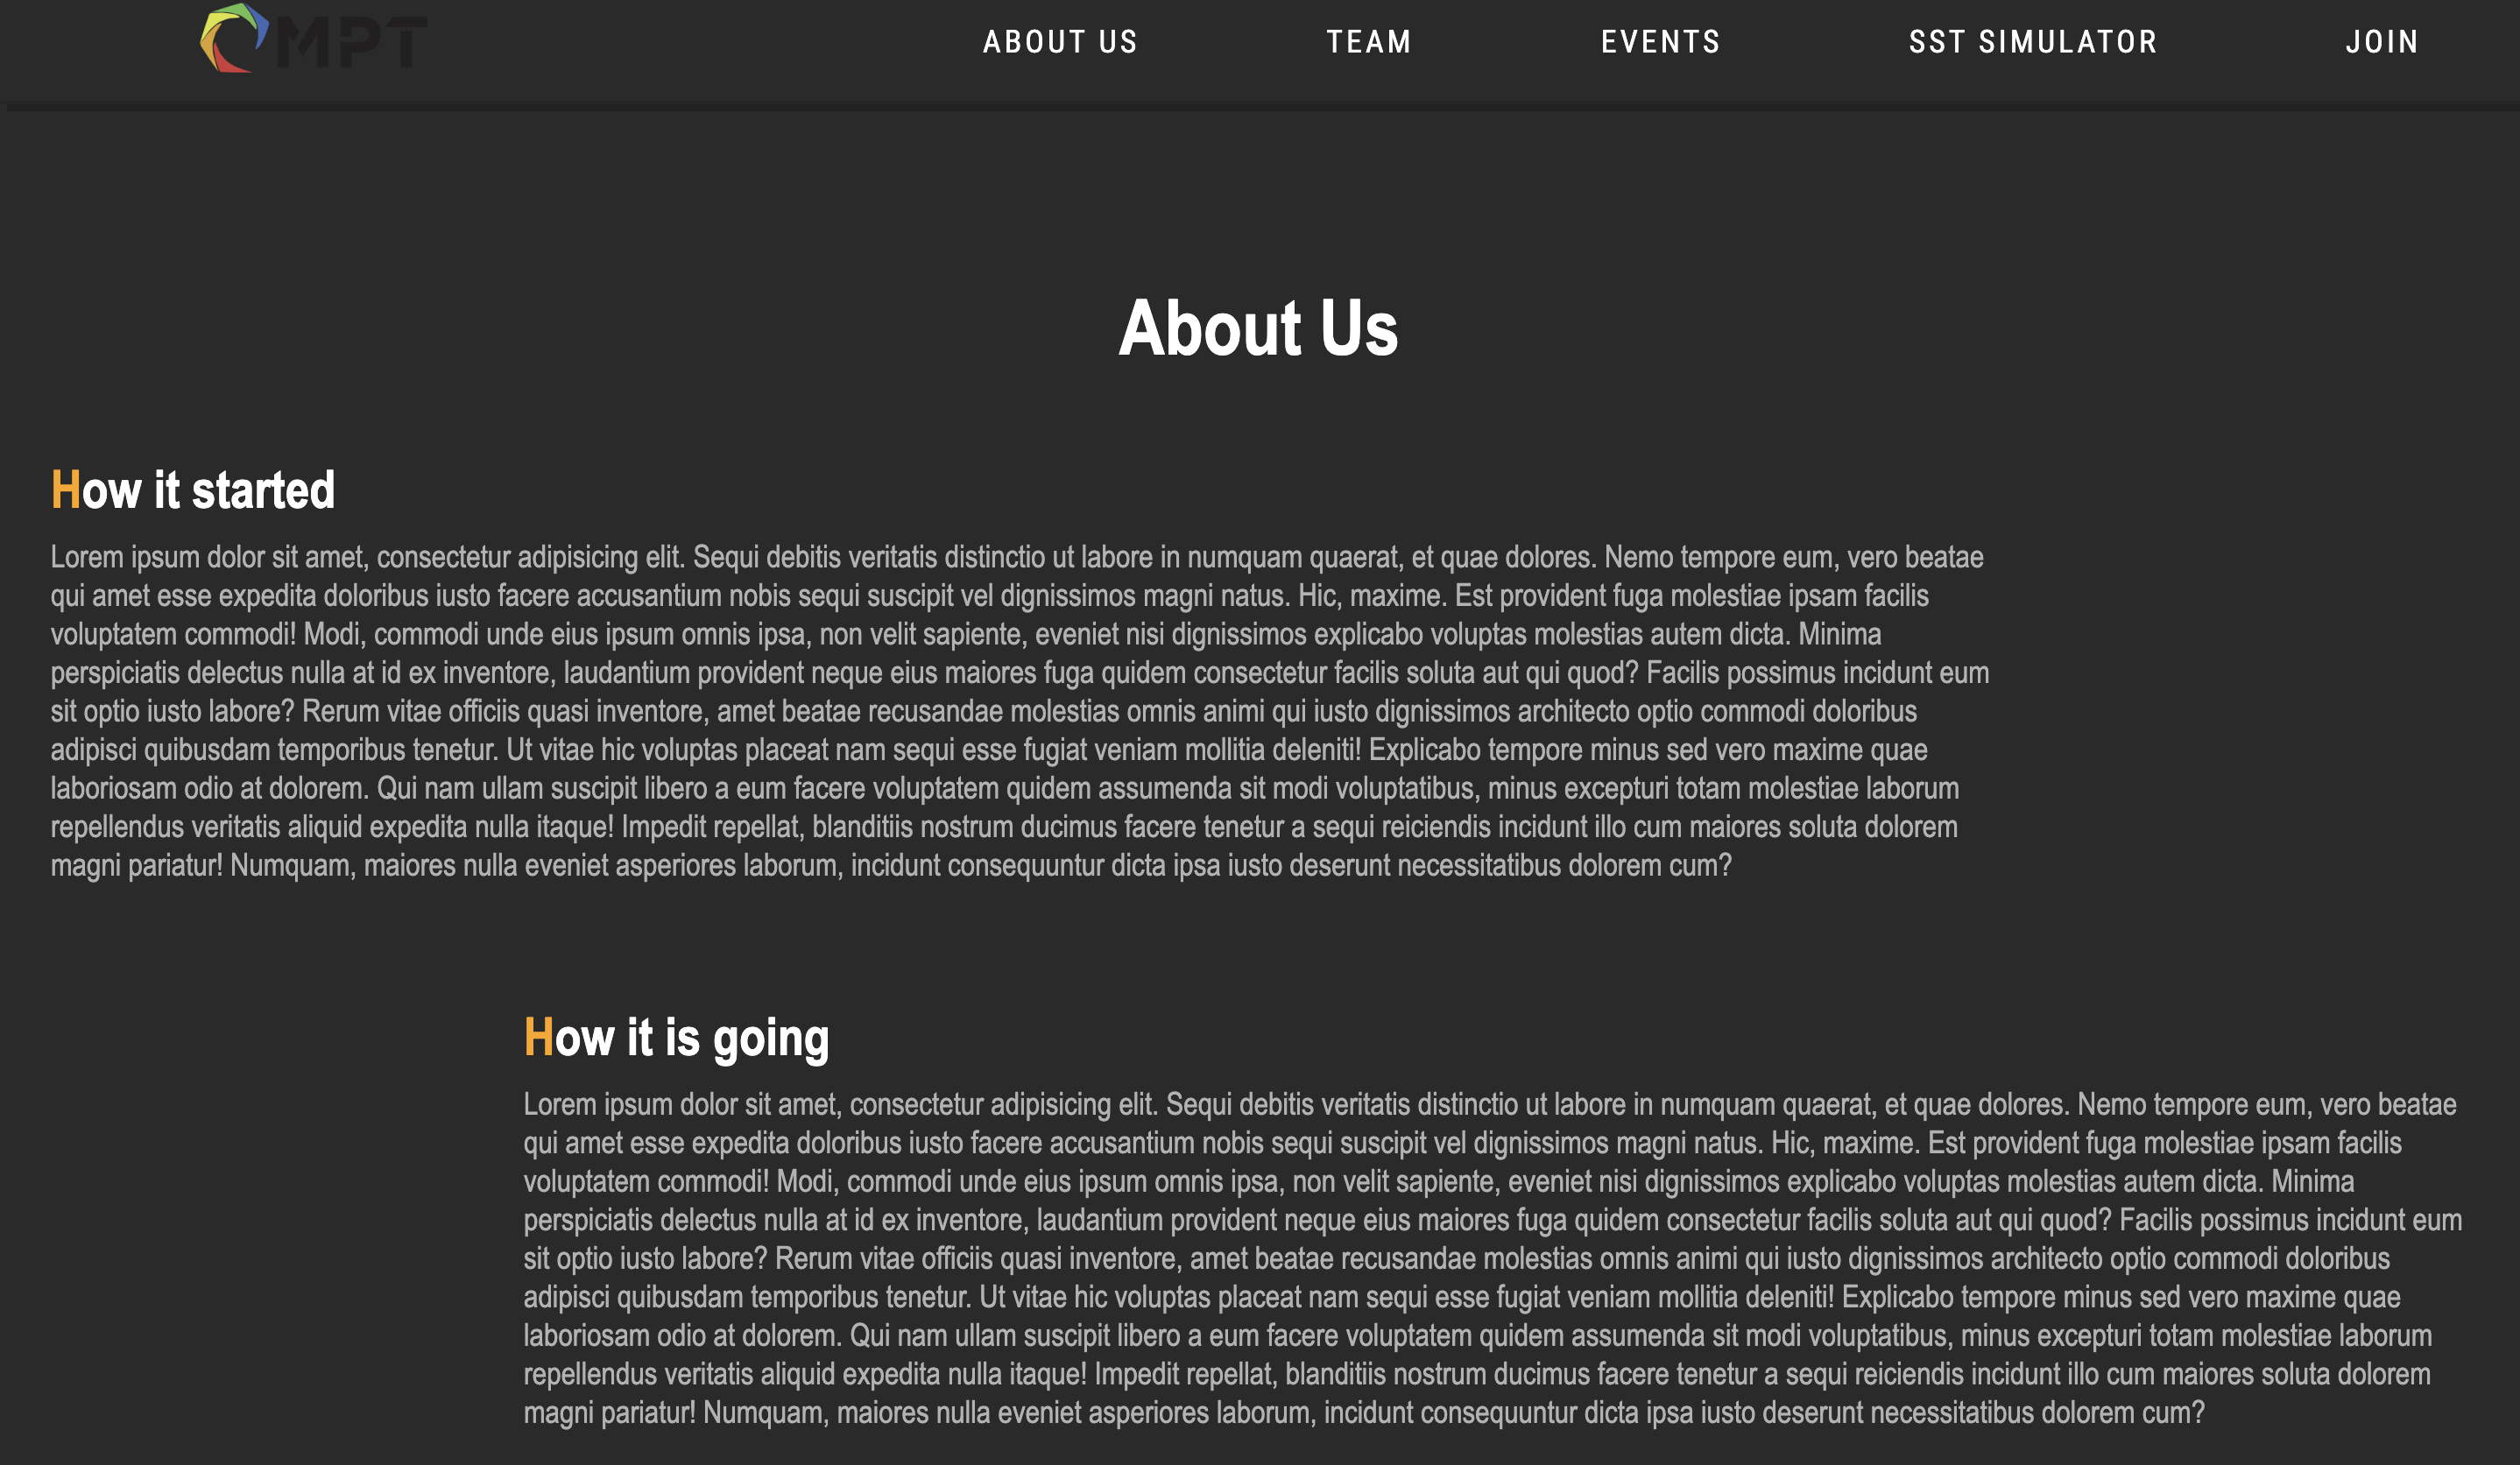 MPT
ABOUT US
TEAM
EVENTS
SST SIMULATOR
JOIN
About Us
How it started
Lorem ipsum dolor sit amet, consectetur adipisicing elit. Sequi debitis veritatis distinctio ut labore in numquam quaerat, et quae dolores. Nemo tempore eum, vero beatae
qui amet esse expedita doloribus iusto facere accusantium nobis sequi suscipit vel dignissimos magni natus. Hic, maxime. Est provident fuga molestiae ipsam facilis
voluptatem commodi! Modi, commodi unde eius ipsum omnis ipsa, non velit sapiente, eveniet nisi dignissimos explicabo voluptas molestias autem dicta. Minima
perspiciatis delectus nulla at id ex inventore, laudantium provident neque eius maiores fuga quidem consectetur facilis soluta aut qui quod? Facilis possimus incidunt eum
sit optio iusto labore? Rerum vitae officiis quasi inventore, amet beatae recusandae molestias omnis animi qui iusto dignissimos architecto optio commodi doloribus
adipisci quibusdam temporibus tenetur. Ut vitae hic voluptas placeat nam sequi esse fugiat veniam mollitia deleniti! Explicabo tempore minus sed vero maxime quae
laboriosam odio at dolorem. Qui nam ullam suscipit libero a eum facere voluptatem quidem assumenda sit modi voluptatibus, minus excepturi totam molestiae laborum
repellendus veritatis aliquid expedita nulla itaque! Impedit repellat, blanditiis nostrum ducimus facere tenetur a sequi reiciendis incidunt illo cum maiores soluta dolorem
magni pariatur! Numquam, maiores nulla eveniet asperiores laborum, incidunt consequuntur dicta ipsa iusto deserunt necessitatibus dolorem cum?
How it is going
Lorem ipsum dolor sit amet, consectetur adipisicing elit. Sequi debitis veritatis distinctio ut labore in numquam quaerat, et quae dolores. Nemo tempore eum, vero beatae
qui amet esse expedita doloribus iusto facere accusantium nobis sequi suscipit vel dignissimos magni natus. Hic, maxime. Est provident fuga molestiae ipsam facilis
voluptatem commodi! Modi, commodi unde eius ipsum omnis ipsa, non velit sapiente, eveniet nisi dignissimos explicabo voluptas molestias autem dicta. Minima
perspiciatis delectus nulla at id ex inventore, laudantium provident neque eius maiores fuga quidem consectetur facilis soluta aut qui quod? Facilis possimus incidunt eum
sit optio iusto labore? Rerum vitae officiis quasi inventore, amet beatae recusandae molestias omnis animi qui iusto dignissimos architecto optio commodi doloribus
adipisci quibusdam temporibus tenetur. Ut vitae hic voluptas placeat nam sequi esse fugiat veniam mollitia deleniti! Explicabo tempore minus sed vero maxime quae
laboriosam odio at dolorem. Qui nam ullam suscipit libero a eum facere voluptatem quidem assumenda sit modi voluptatibus, minus excepturi totam molestiae laborum
repellendus veritatis aliquid expedita nulla itaque! Impedit repellat, blanditiis nostrum ducimus facere tenetur a sequi reiciendis incidunt illo cum maiores soluta dolorem
magni pariatur! Numquam, maiores nulla eveniet asperiores laborum, incidunt consequuntur dicta ipsa iusto deserunt necessitatibus dolorem cum?